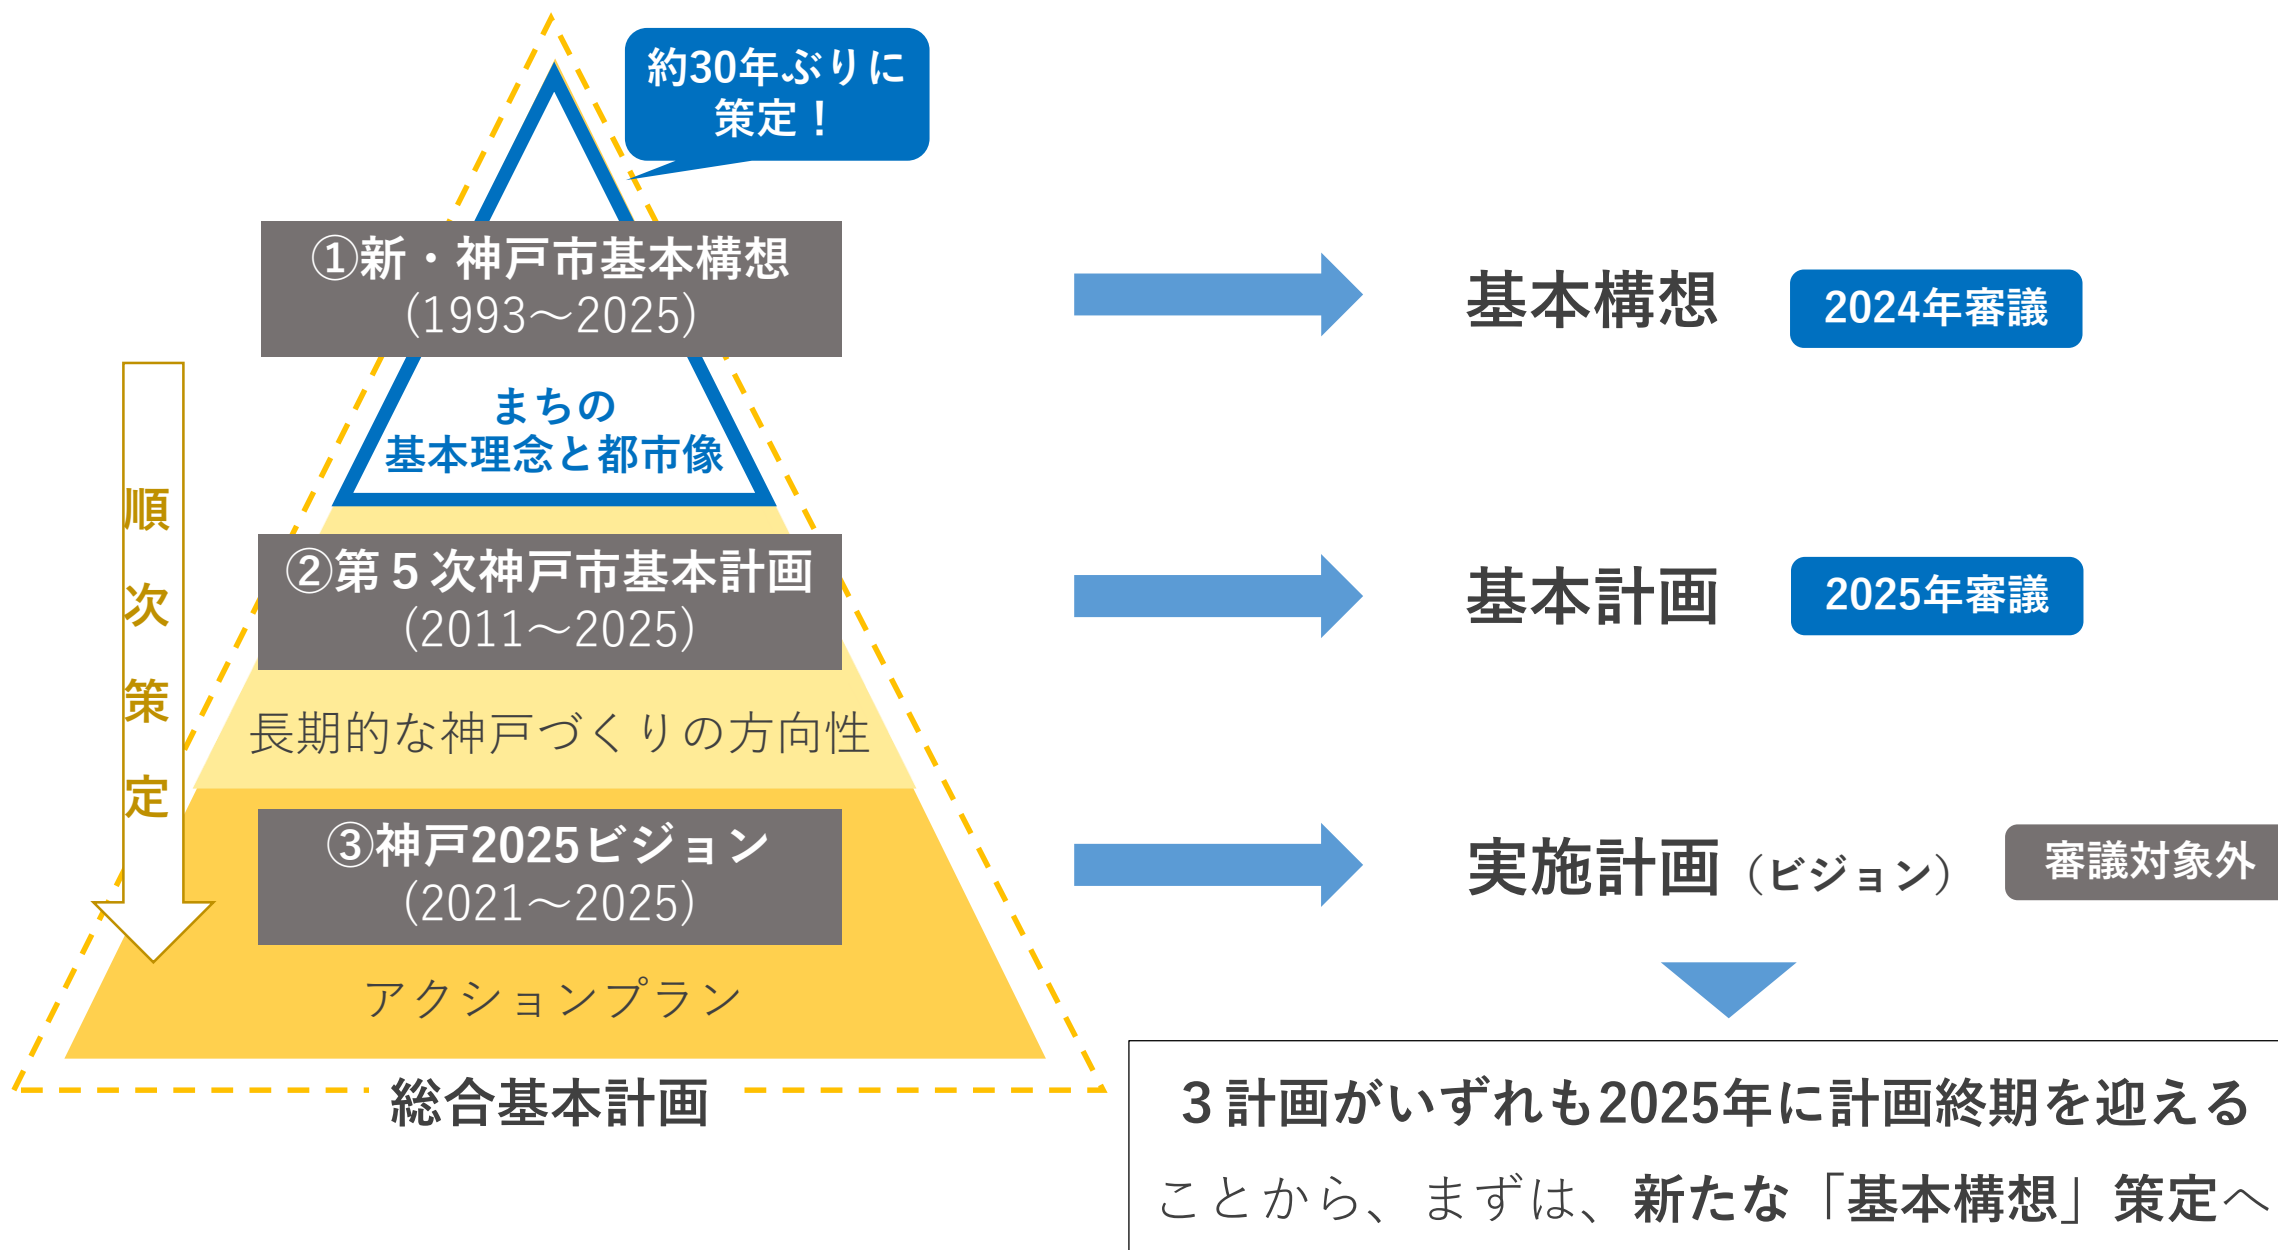 約30年ぶりに
策定！
①新・神戸市基本構想
(1993～2025)
まちの
基本理念と都市像
順次策定
②第５次神戸市基本計画
(2011～2025)
長期的な神戸づくりの方向性
③神戸2025ビジョン
(2021～2025)
アクションプラン
総合基本計画
基本構想
2024年審議
基本計画
2025年審議
実施計画（ビジョン）
審議対象外
３計画がいずれも2025年に計画終期を迎える
ことから、まずは、新たな「基本構想」策定へ